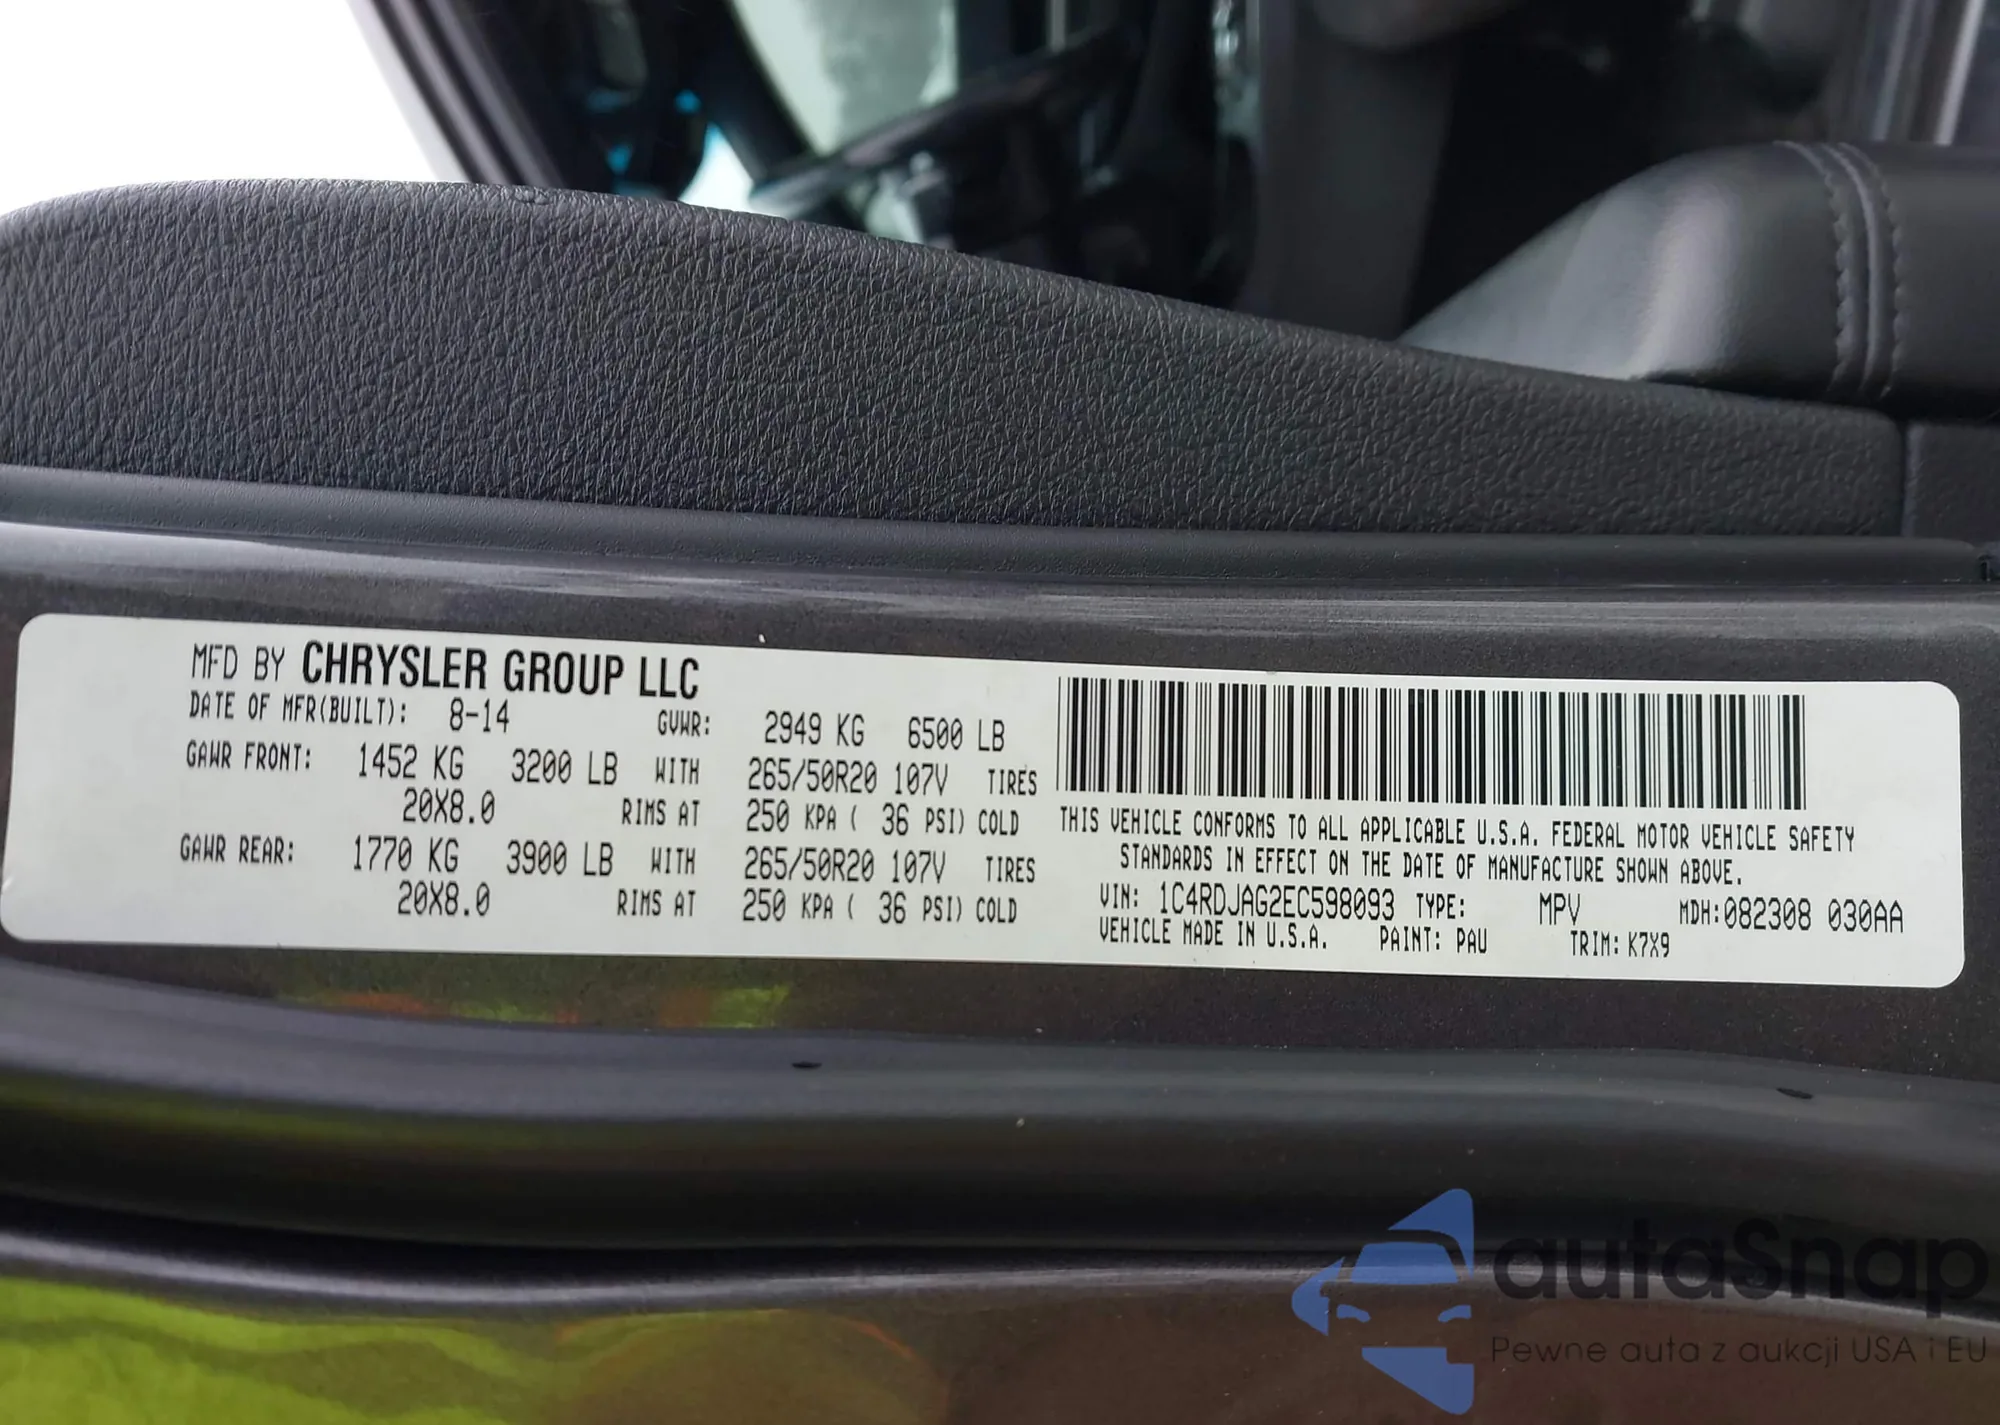 MFD BY CHRYSLER GROUP LLC
DATE OF MFR(BUILT): 8-14 GVWR: 2949 KG 6500 LB
GAWR FRONT: 1452 KG 3200 LB WITH 265/50R20 107V TIRES
20X8.0 RIMS AT 250 KPA ( 36 PSI) COLD
GAWR REAR: 1770 KG 3900 LB WITH 265/50R20 107V TIRES
20X8.0 RIMS AT 250 KPA ( 36 PSI) COLD
THIS VEHICLE CONFORMS TO ALL APPLICABLE U.S.A. FEDERAL MOTOR VEHICLE SAFETY
STANDARDS IN EFFECT ON THE DATE OF MANUFACTURE SHOWN ABOVE.
VIN: 1C4RDJAG2EC598093 TYPE: MPV MDH:082308 030AA
VEHICLE MADE IN U.S.A. PAINT: PAU TRIM: K7X9
autaSnap
Pewne auta z aukcji USA i EU